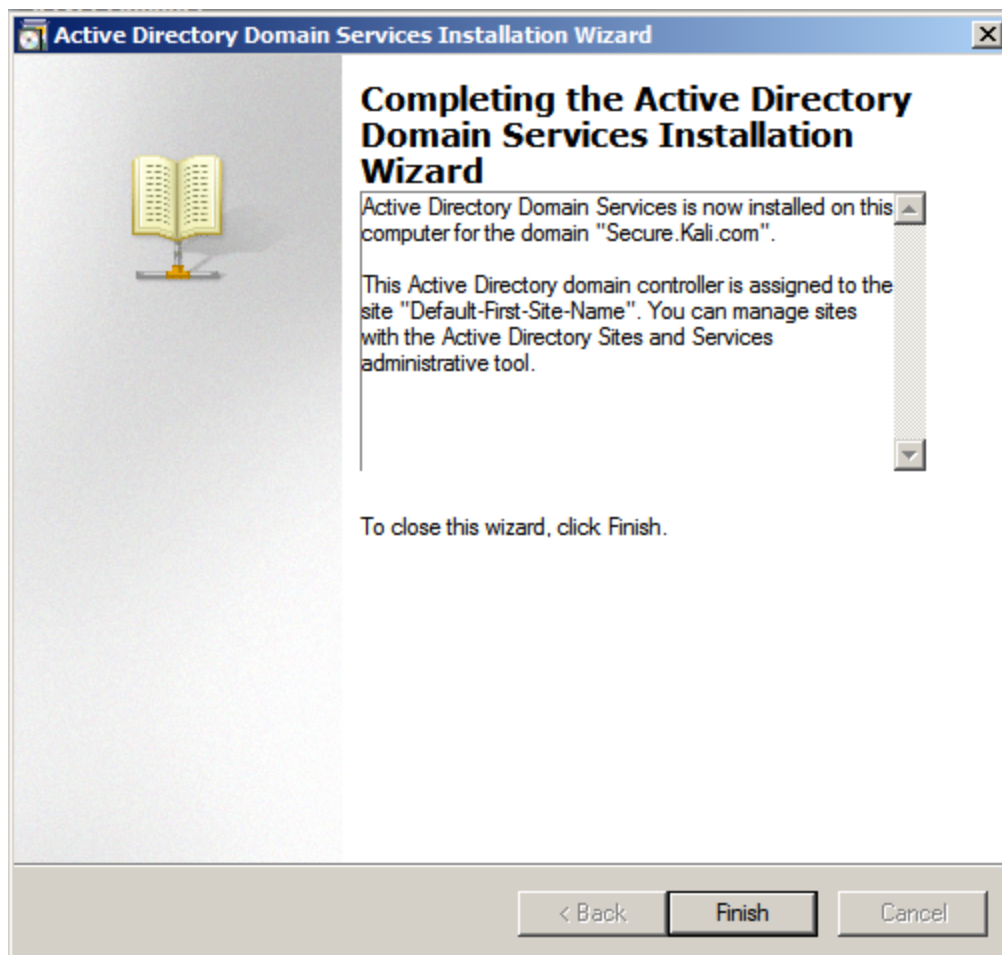 Active Directory Domain Services Installation Wizard
Completing the Active Directory
Domain Services Installation
Wizard
Active Directory Domain Services is now installed on this
computer for the domain "Secure.Kali.com".
This Active Directory domain controller is assigned to the
site "Default-First-Site-Name". You can manage sites
with the Active Directory Sites and Services
administrative tool.
To close this wizard, click Finish.
< Back
Finish
Cancel